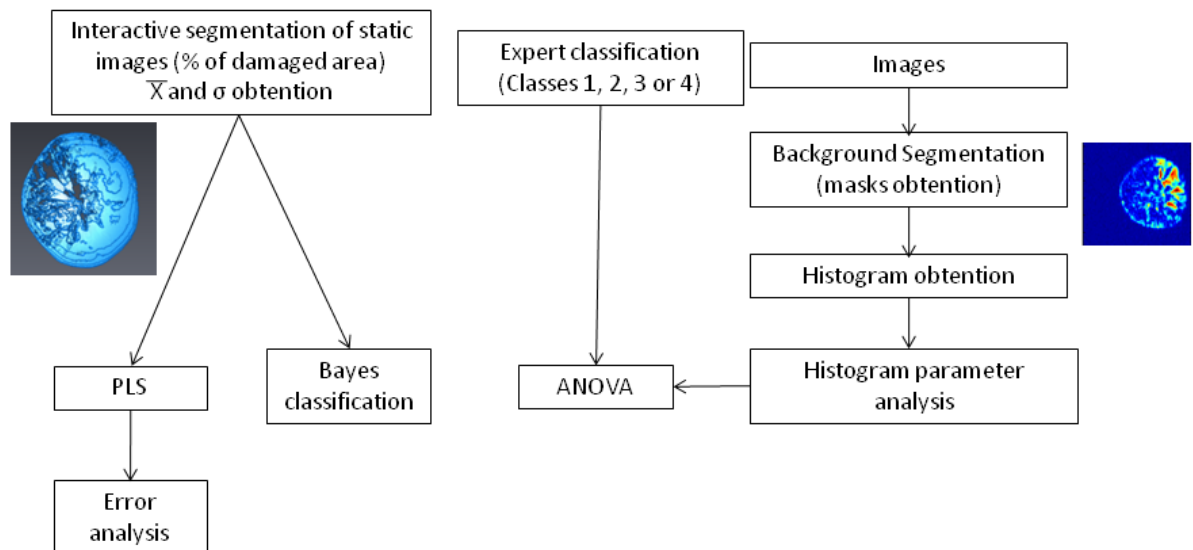 Interactive segmentation of static
images (% of damaged area)
X̅ and σ obtention
Expert classification
(Classes 1, 2, 3 or 4)
Images
Background Segmentation
(masks obtention)
Histogram obtention
PLS
Bayes
classification
ANOVA
Histogram parameter
analysis
Error
analysis